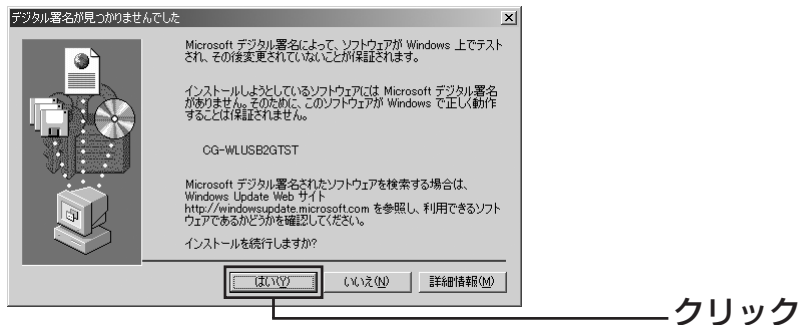 デジタル署名が見つかりませんでした
Microsoft デジタル署名によって、ソフトウェアが Windows 上でテスト
され、その後変更されていないことが保証されます。
インストールしようとしているソフトウェアには Microsoft デジタル署名
がありません。そのために、このソフトウェアが Windows で正しく動作
することは保証されません。
CG-WLUSB2GTST
Microsoft デジタル署名されたソフトウェアを検索する場合は、
Windows Update Web サイト
http://windowsupdate.microsoft.com を参照し、利用できるソフト
ウェアであるかどうかを確認してください。
インストールを続行しますか?
はい(Y) いいえ(N) 詳細情報(M)
クリック